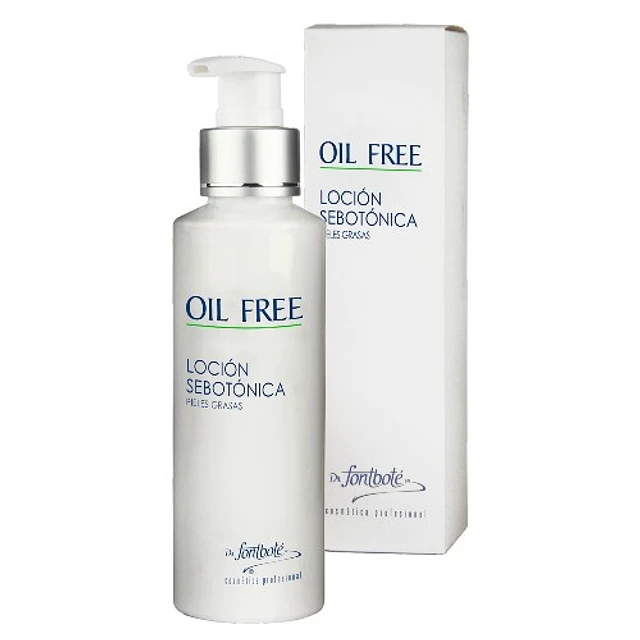 OIL FREE
LOCIÓN
SEBOTÓNICA
PIELES GRASAS
Dr. fontboté
cosmética profesional
OIL FREE
LOCIÓN
SEBOTÓNICA
PIELES GRASAS
Dr. fontboté
cosmética profesional